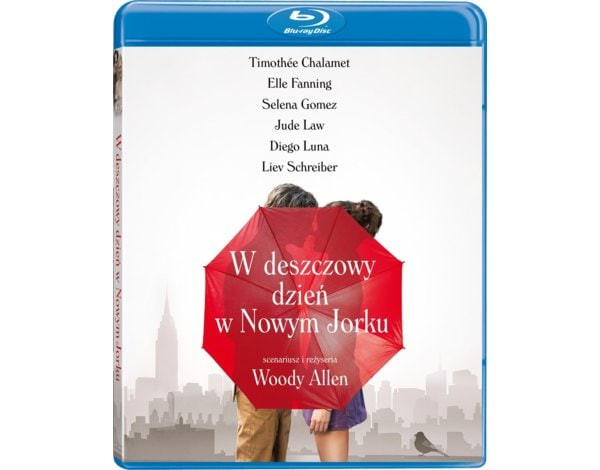 Blu-ray Disc
Timothée Chalamet
Elle Fanning
Selena Gomez
Jude Law
Diego Luna
Liev Schreiber
W deszczowy
dzień
w Nowym Jorku
scenariusz i reżyseria
Woody Allen
W deszczowy dzień w Nowym Jorku